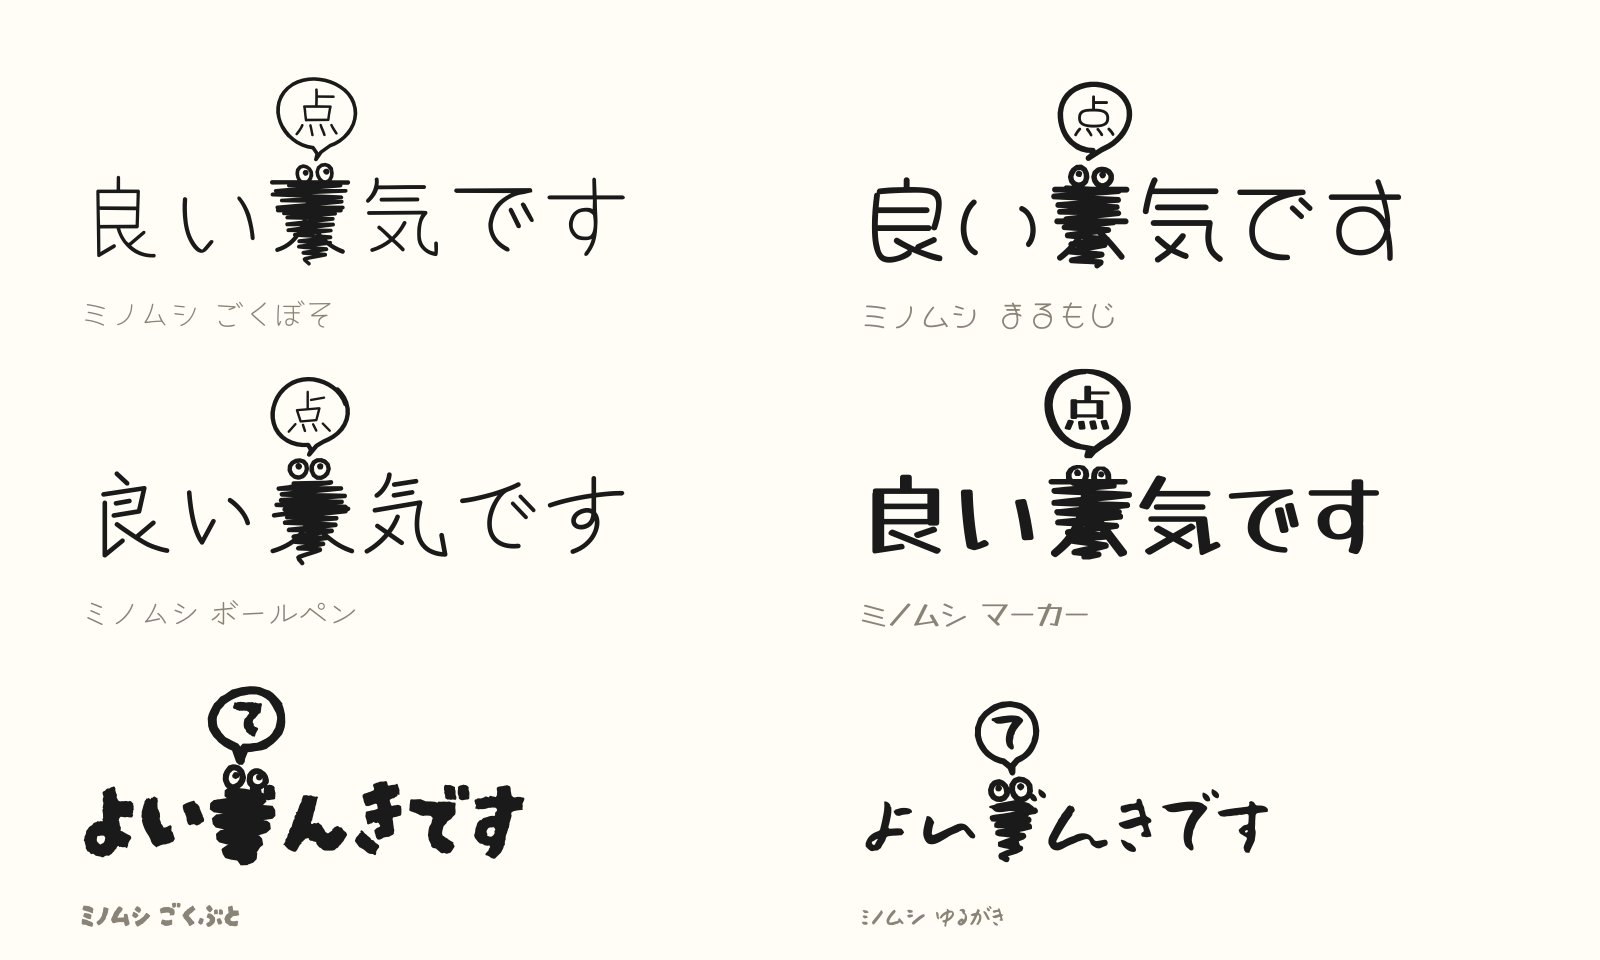 点
良い気です
ミノムシ ごくぼそ
点
良い気です
ミノムシ まるもじ
点
良い気です
ミノムシ ボールペン
点
良い気です
ミノムシ マーカー
て
よいんきです
ミノムシ ごくぶと
て
よいんきです
ミノムシ ゆるがき